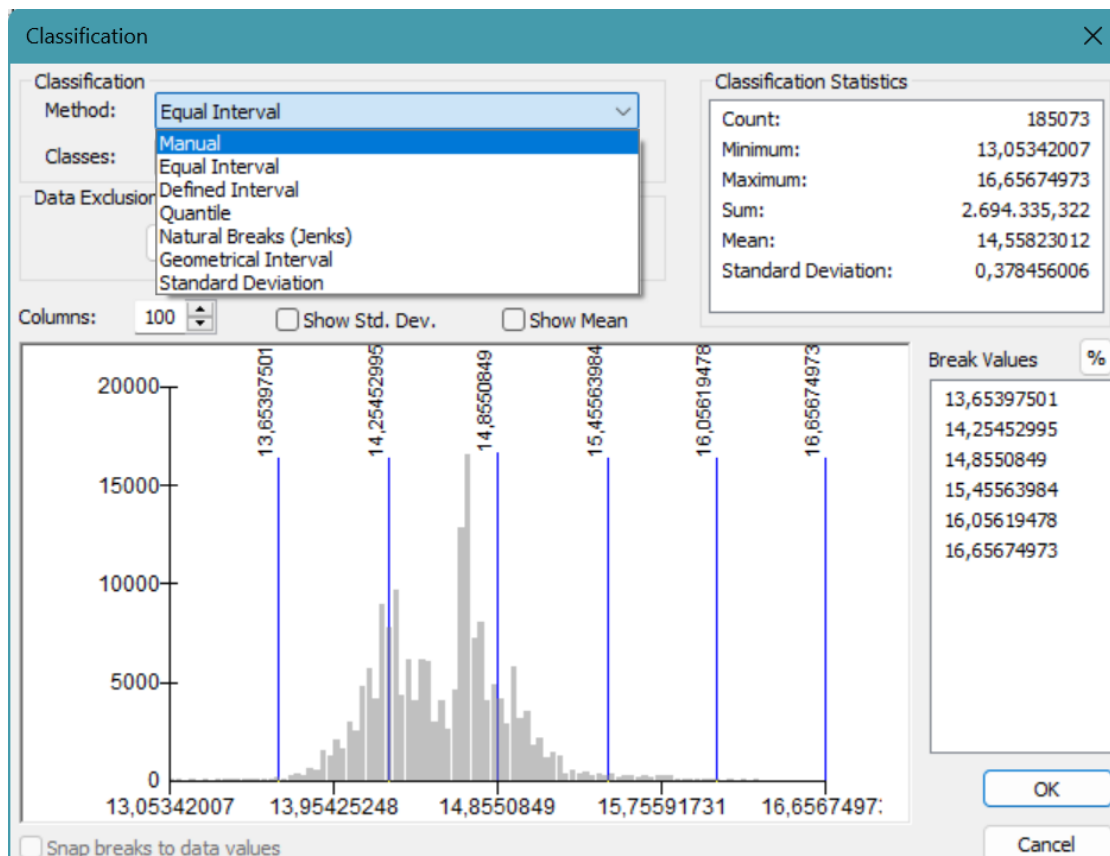 Classification
Classification
Method:
Equal Interval
Manual
Equal Interval
Defined Interval
Quantile
Natural Breaks (Jenks)
Geometrical Interval
Standard Deviation
Classes:
Data Exclusion
Classification Statistics
Count: 185073
Minimum: 13,05342007
Maximum: 16,65674973
Sum: 2.694.335,322
Mean: 14,55823012
Standard Deviation: 0,378456006
Columns: 100 Show Std. Dev. Show Mean
13,65397501
14,25452995
14,8550849
15,45563984
16,05619478
16,65674973
20000
15000
10000
5000
0
13,05342007 13,95425248 14,8550849 15,75591731 16,6567497
Break Values %
13,65397501
14,25452995
14,8550849
15,45563984
16,05619478
16,65674973
OK
Snap breaks to data values
Cancel